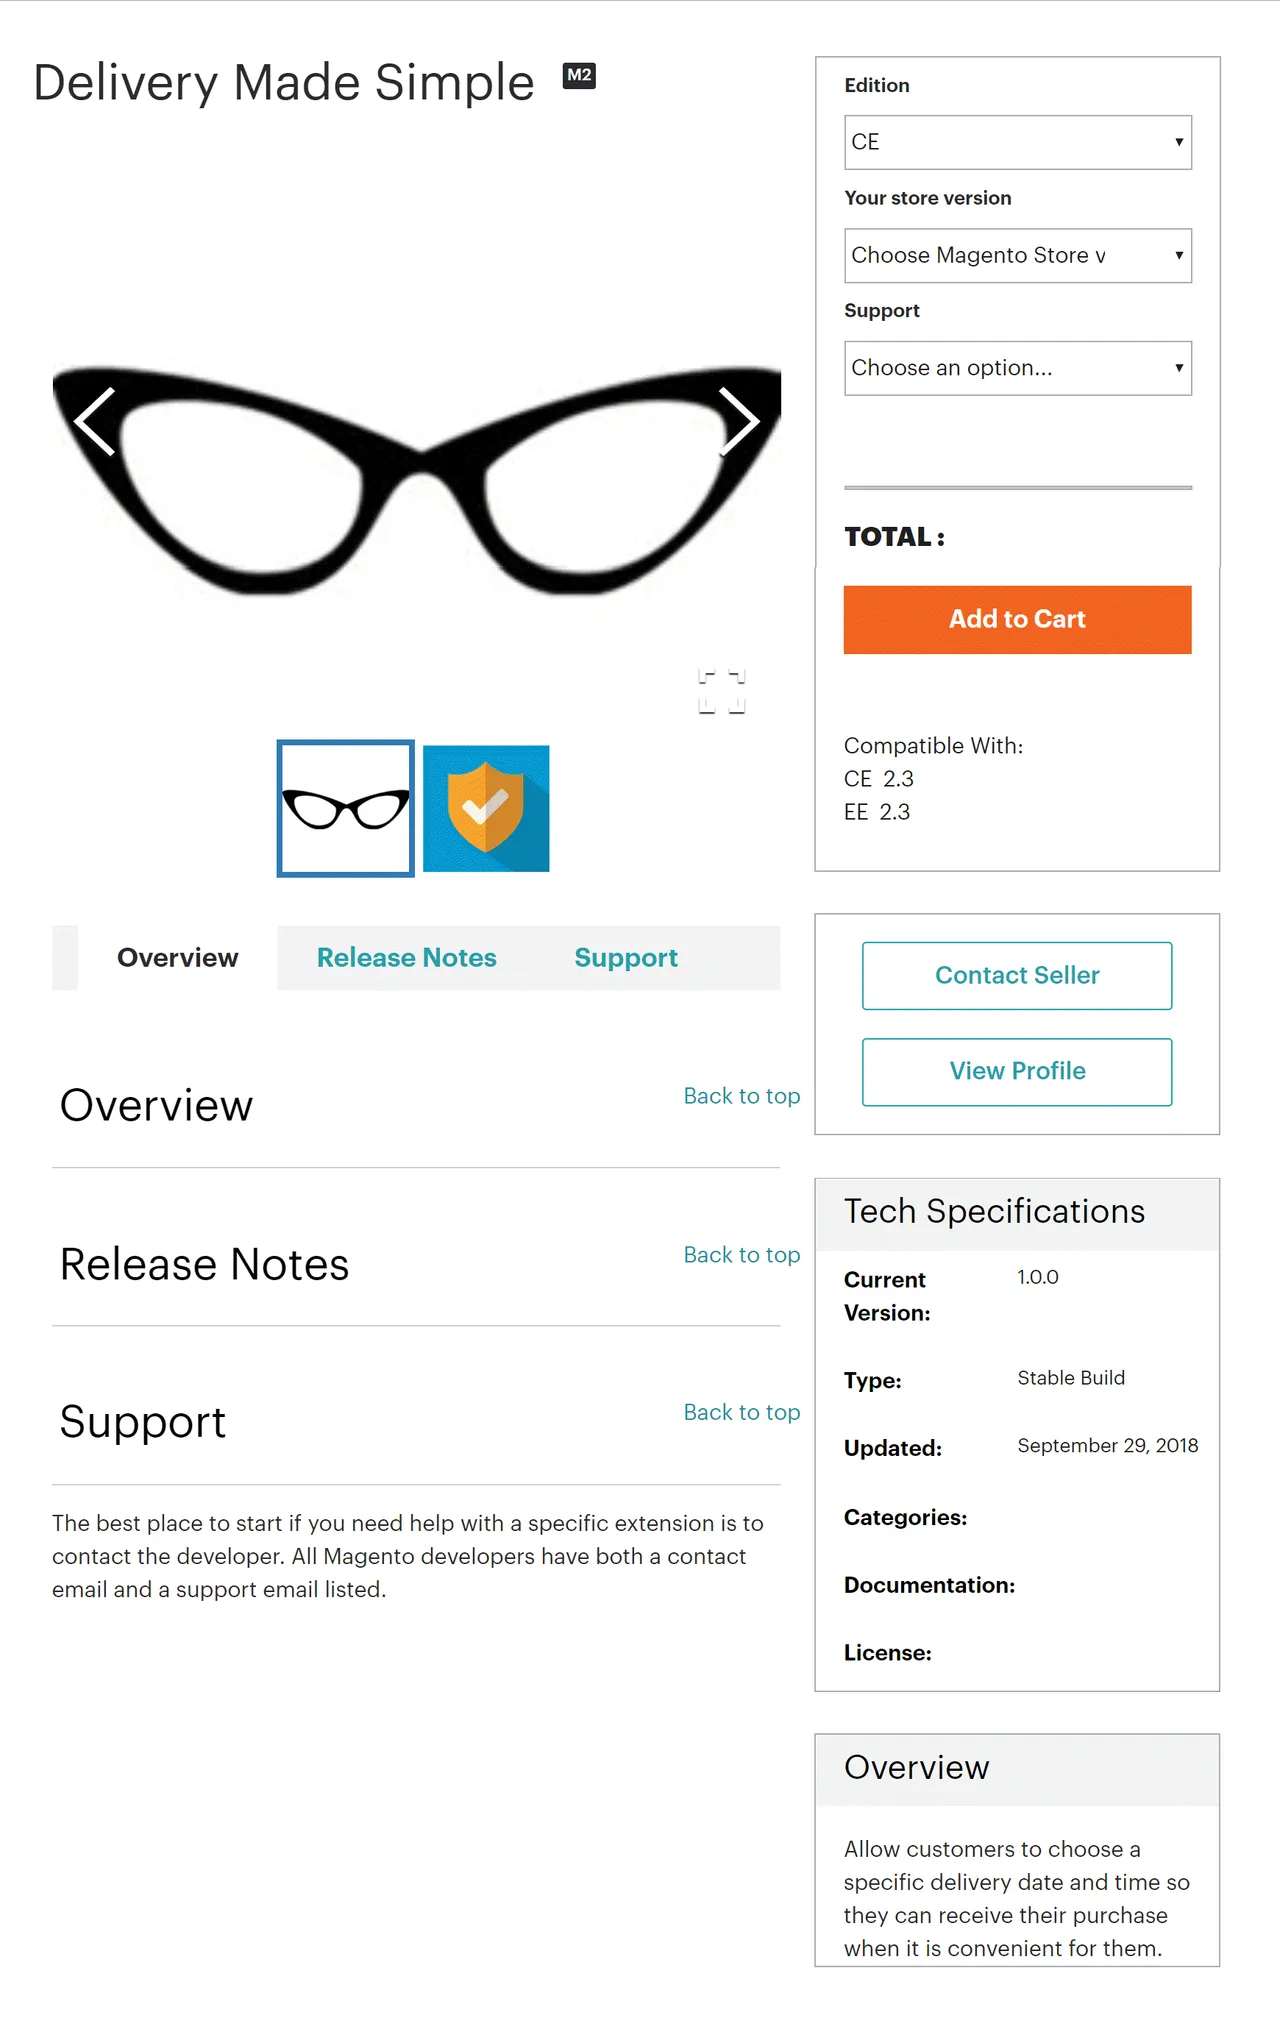 Delivery Made Simple M2
Edition
CE
Your store version
Choose Magento Store v
Support
Choose an option...
TOTAL :
Add to Cart
Compatible With:
CE 2.3
EE 2.3
Overview Release Notes Support
Overview Back to top
Release Notes Back to top
Support Back to top
The best place to start if you need help with a specific extension is to
contact the developer. All Magento developers have both a contact
email and a support email listed.
Contact Seller
View Profile
Tech Specifications
Current 1.0.0
Version:
Type: Stable Build
Updated: September 29, 2018
Categories:
Documentation:
License:
Overview
Allow customers to choose a
specific delivery date and time so
they can receive their purchase
when it is convenient for them.